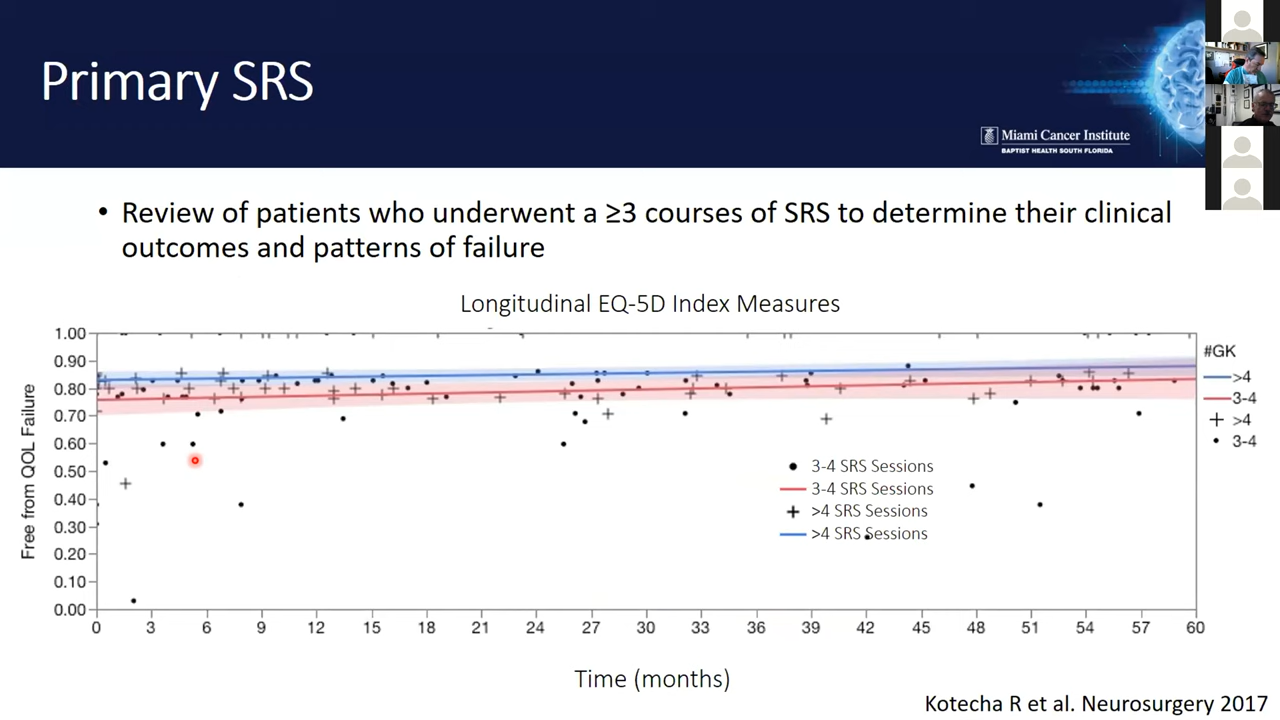 Primary SRS
Miami Cancer Institute
BAPTIST HEALTH SOUTH FLORIDA
• Review of patients who underwent a ≥3 courses of SRS to determine their clinical
outcomes and patterns of failure
Longitudinal EQ-5D Index Measures
1.00
0.90
0.80
0.70
0.60
0.50
0.40
0.30
0.20
0.10
0.00
Free from QOL Failure
#GK
>4
3-4
>4
3-4
3-4 SRS Sessions
3-4 SRS Sessions
>4 SRS Sessions
>4 SRS Sessions
0 3 6 9 12 15 18 21 24 27 30 33 36 39 42 45 48 51 54 57 60
Time (months)
Kotecha R et al. Neurosurgery 2017